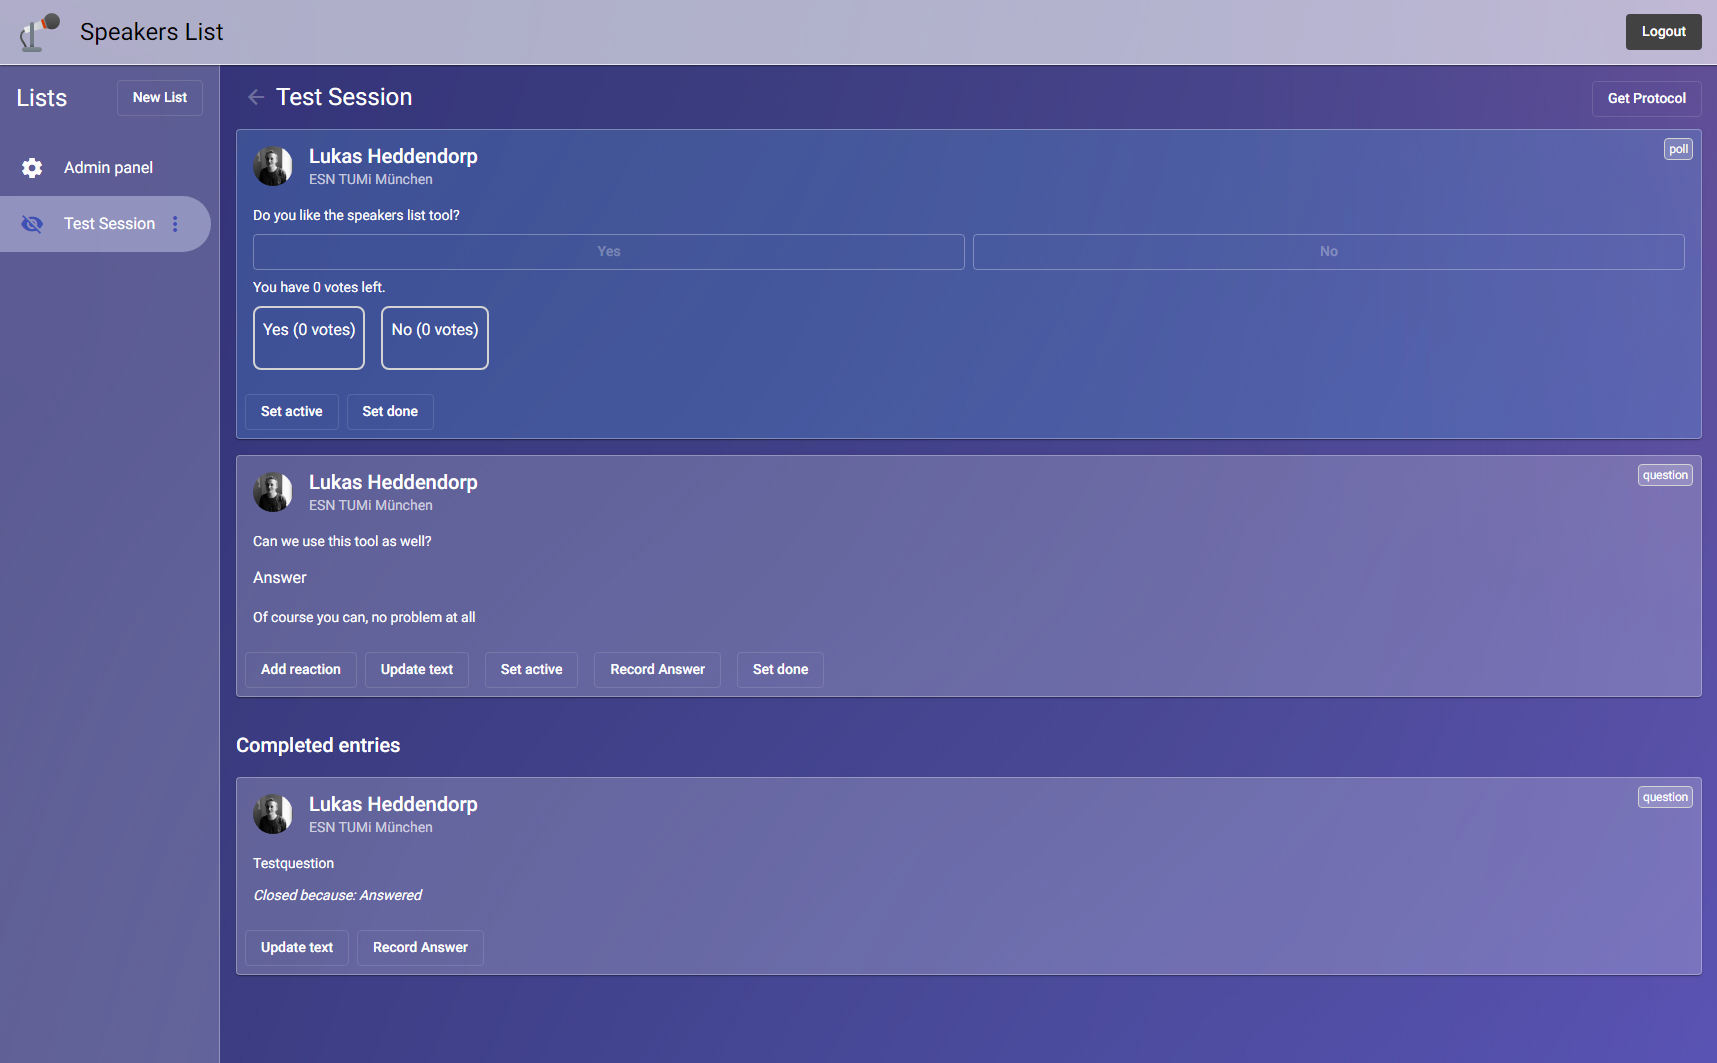 Speakers List
Logout
Lists
New List
Admin panel
Test Session
Test Session
Get Protocol
Lukas Heddendorp
poll
ESN TUMi München
Do you like the speakers list tool?
Yes
No
You have 0 votes left.
Yes (0 votes)
No (0 votes)
Set active
Set done
Lukas Heddendorp
question
ESN TUMi München
Can we use this tool as well?
Answer
Of course you can, no problem at all
Add reaction
Update text
Set active
Record Answer
Set done
Completed entries
Lukas Heddendorp
question
ESN TUMi München
Testquestion
Closed because: Answered
Update text
Record Answer